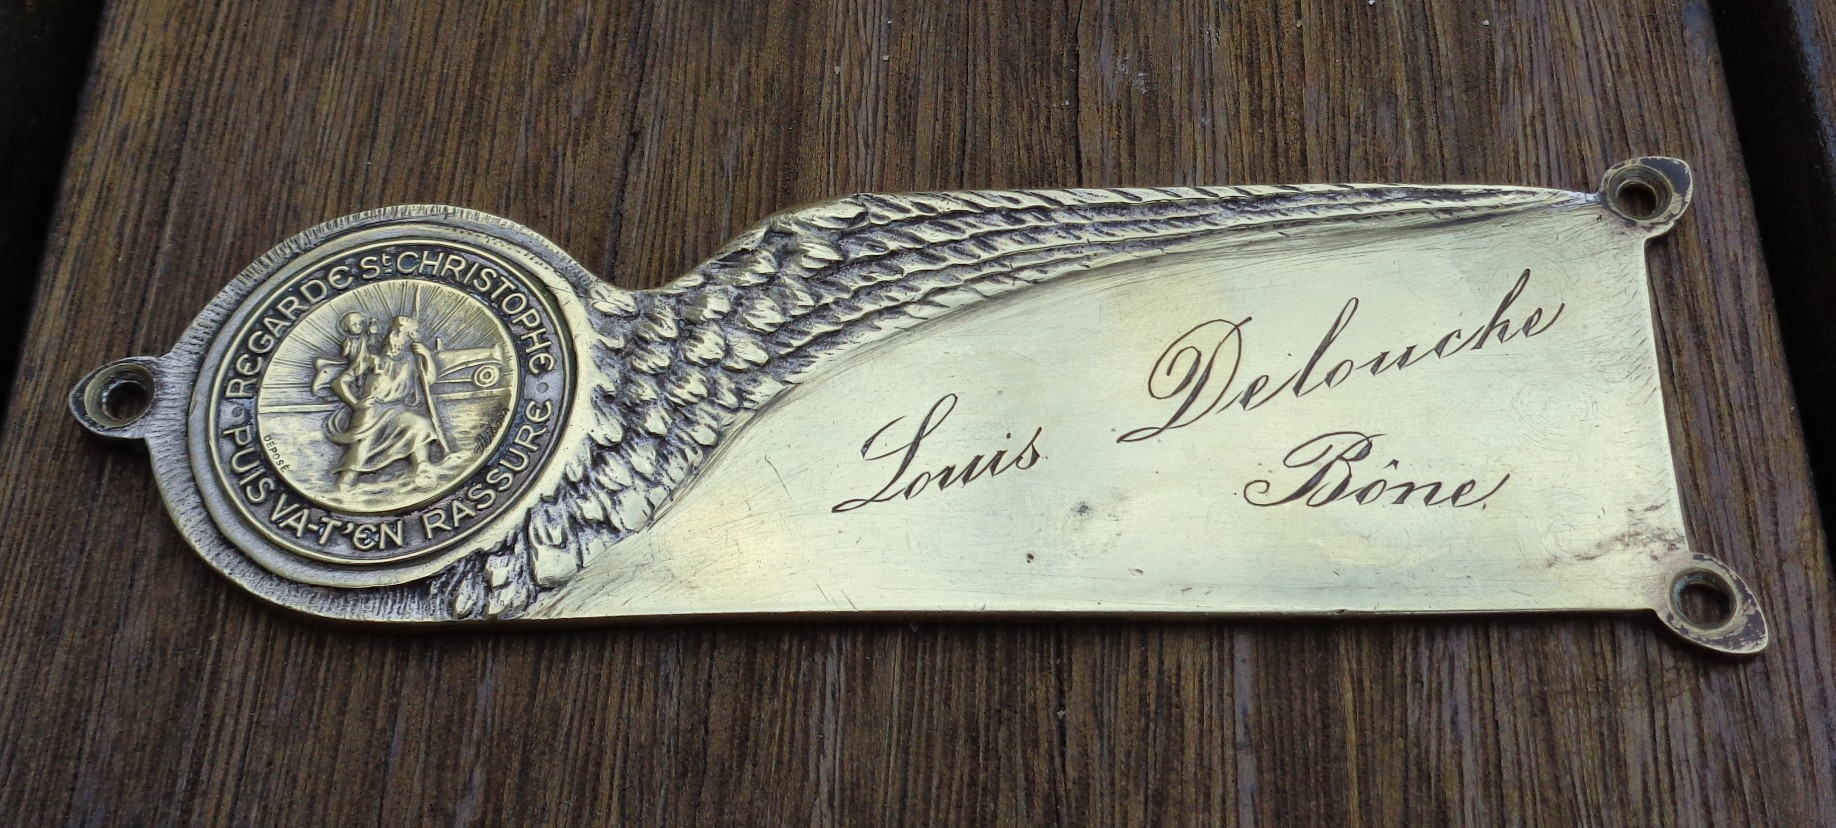 REGARDE St CHRISTOPHE
PUIS VA-T'EN RASSURÉ
DÉPOSÉ
Louis Delouche
Bône